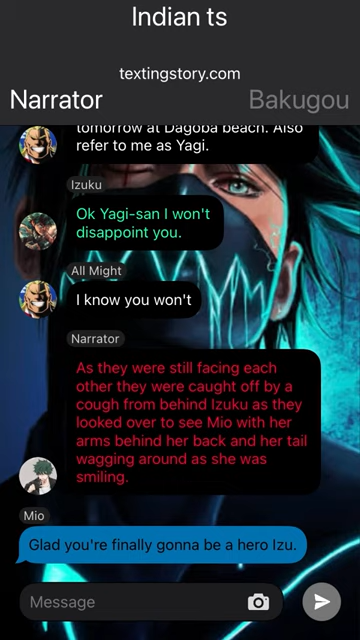 Indian ts
textingstory.com
Narrator
Bakugou
tomorrow at Dagoba beach. Also
refer to me as Yagi.
Izuku
Ok Yagi-san I won't
disappoint you.
All Might
I know you won't
Narrator
As they were still facing each
other they were caught off by a
cough from behind Izuku as they
looked over to see Mio with her
arms behind her back and her tail
wagging around as she was
smiling.
Mio
Glad you're finally gonna be a hero Izu.
Message